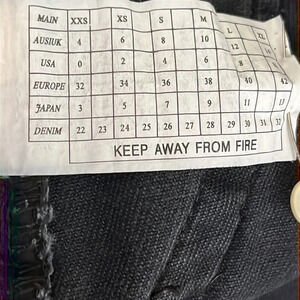 MAIN XXS XS S M L XL
AUS|UK 4 6 8 10 12
USA 0 2 4 6 8
EUROPE 32 34 36 38 40 42
JAPAN 3 5 7 9 11 13
DENIM 22 23 24 25 26 27 28 29 30 31 32
KEEP AWAY FROM FIRE